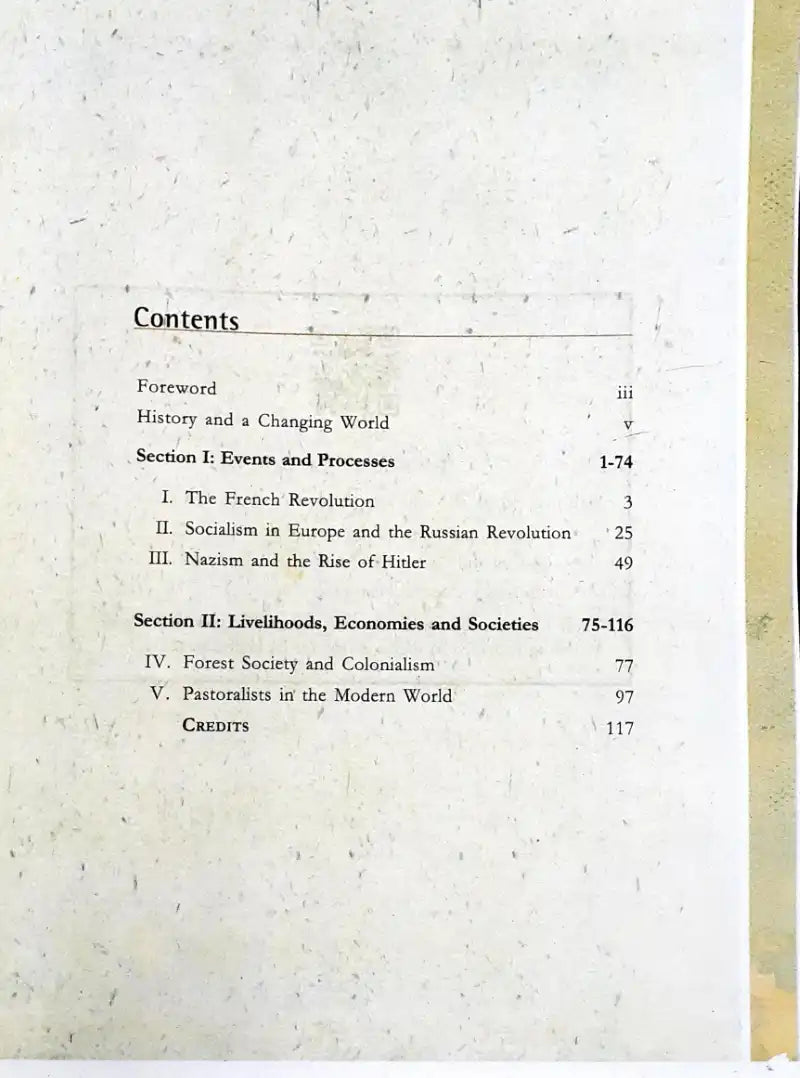 Contents
Foreword iii
History and a Changing World v
Section I: Events and Processes 1-74
I. The French Revolution 3
II. Socialism in Europe and the Russian Revolution 25
III. Nazism and the Rise of Hitler 49
Section II: Livelihoods, Economies and Societies 75-116
IV. Forest Society and Colonialism 77
V. Pastoralists in the Modern World 97
CREDITS 117